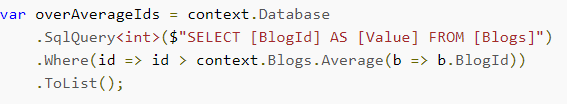 var overAverageIds = context.Database
    .SqlQuery<int>($"SELECT [BlogId] AS [Value] FROM [Blogs]")
    .Where(id => id > context.Blogs.Average(b => b.BlogId))
    .ToList();